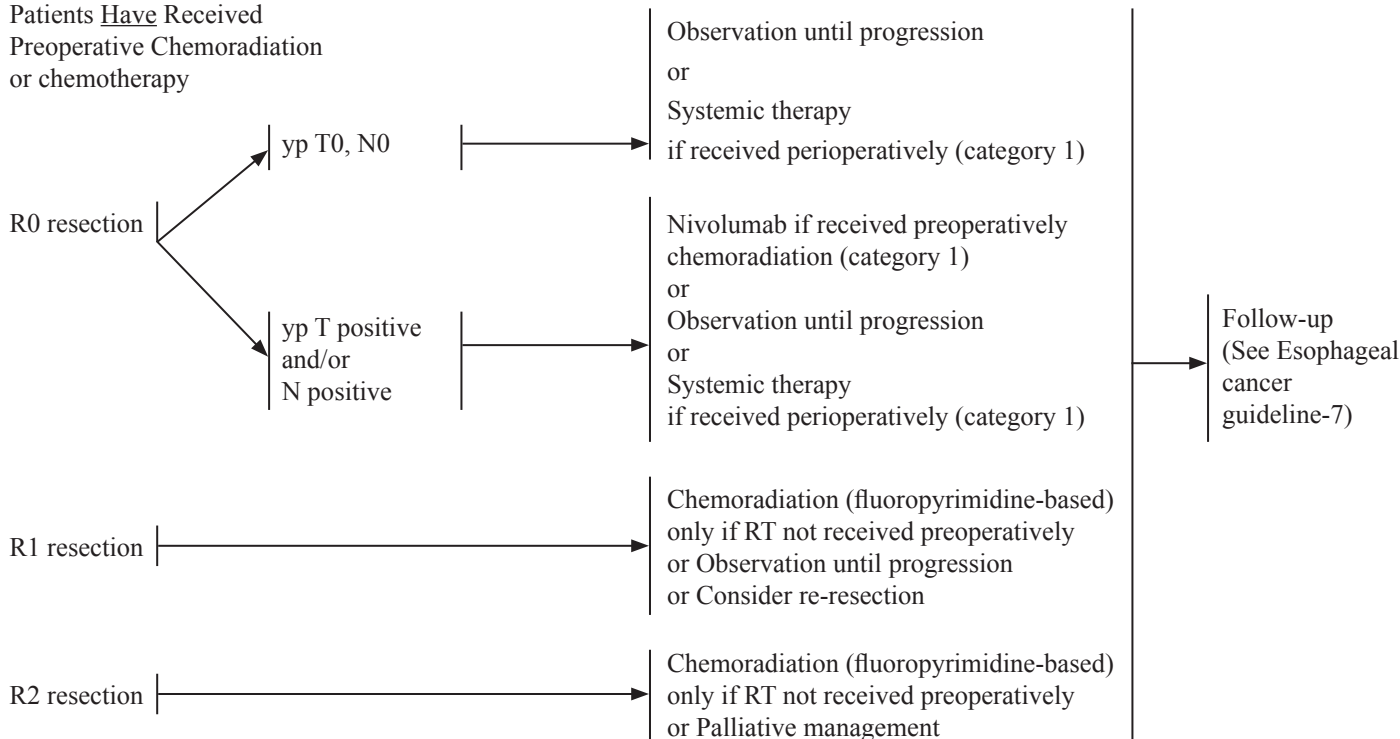 Patients Have Received
Preoperative Chemoradiation
or chemotherapy
Observation until progression
or
Systemic therapy
if received perioperatively (category 1)
yp T0, N0
R0 resection
Nivolumab if received preoperatively
chemoradiation (category 1)
or
Observation until progression
or
Systemic therapy
if received perioperatively (category 1)
yp T positive
and/or
N positive
Follow-up
(See Esophageal
cancer
guideline-7)
R1 resection
Chemoradiation (fluoropyrimidine-based)
only if RT not received preoperatively
or Observation until progression
or Consider re-resection
R2 resection
Chemoradiation (fluoropyrimidine-based)
only if RT not received preoperatively
or Palliative management